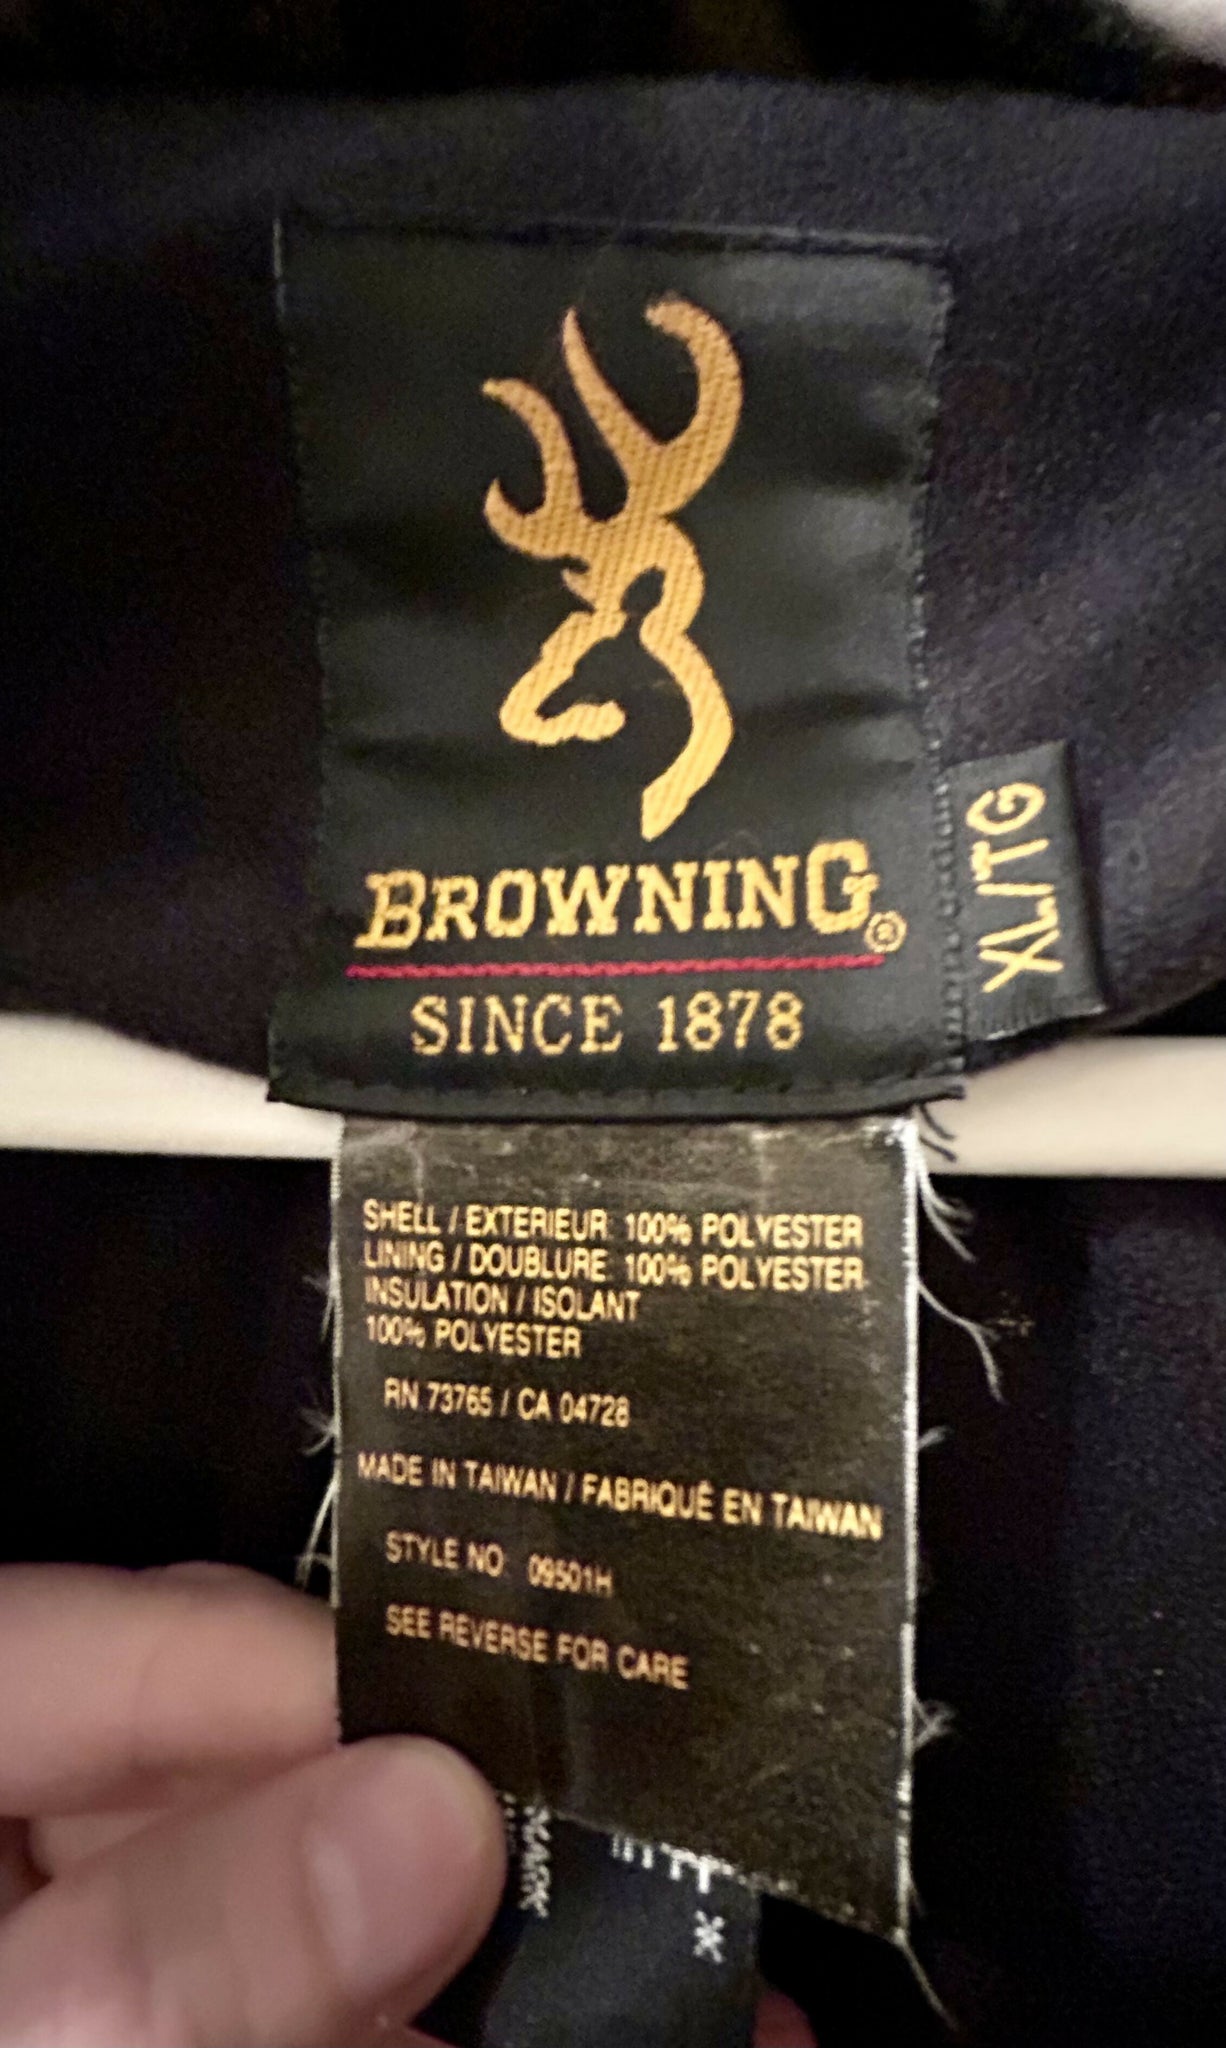 BROWNING®
SINCE 1878
XL/TG
SHELL / EXTERIEUR: 100% POLYESTER
LINING / DOUBLURE: 100% POLYESTER
INSULATION / ISOLANT
100% POLYESTER
RN 73765 / CA 04728
MADE IN TAIWAN / FABRIQUÉ EN TAIWAN
STYLE NO: 09501H
SEE REVERSE FOR CARE